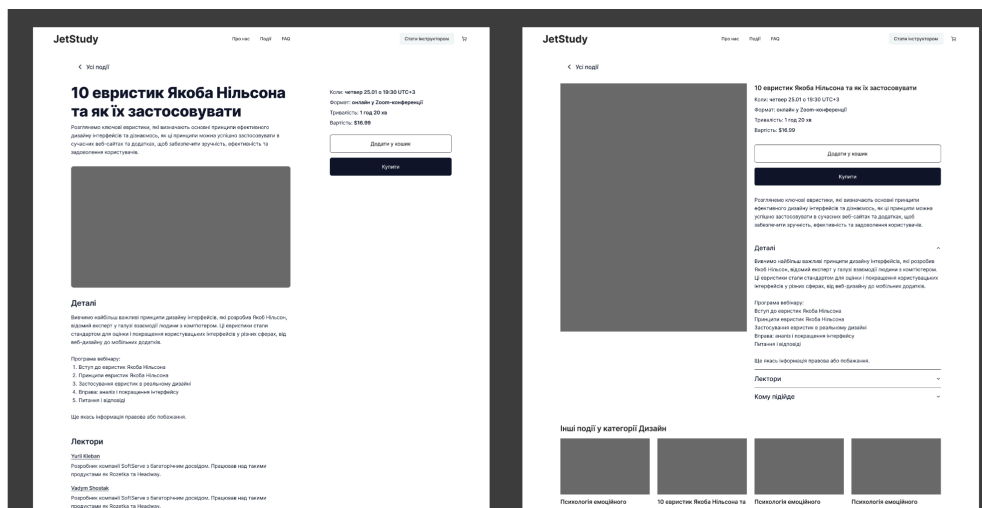 JetStudy
Про нас Події FAQ
Стати інструктором
Усі події
10 евристик Якоба Нільсона
та як їх застосовувати
Розглянемо ключові евристики, які визначають основні принципи ефективного
дизайну інтерфейсів та дізнаємось, як ці принципи можна успішно застосовувати в
сучасних веб-сайтах та додатках, щоб забезпечити зручність, ефективність та
задоволення користувачів.
Коли: четвер 25.01 о 19:30 UTC+3
Формат: онлайн у Zoom-конференції
Тривалість: 1 год 20 хв
Вартість: $16.99
Додати у кошик
Купити
Деталі
Вивчимо найбільш важливі принципи дизайну інтерфейсів, які розробив Якоб Нільсон,
відомий експерт у галузі взаємодії людини з комп'ютером. Ці евристики стали
стандартом для оцінки і покращення користувацьких інтерфейсів у різних сферах, від
веб-дизайну до мобільних додатків.
Програма вебінару:
1. Вступ до евристик Якоба Нільсона
2. Принципи евристик Якоба Нільсона
3. Застосування евристик в реальному дизайні
4. Вправа: аналіз і покращення інтерфейсу
5. Питання і відповіді
Ще якась інформація правова або побажання.
Лектори
Yurii Kleban
Розробник компанії SoftServe з багаторічним досвідом. Працював над такими
продуктами як Rozetka та Headway.
Vadym Shostak
Розробник компанії SoftServe з багаторічним досвідом. Працював над такими
продуктами як Rozetka та Headway.
JetStudy
Про нас Події FAQ
Стати інструктором
Усі події
10 евристик Якоба Нільсона та як їх застосовувати
Коли: четвер 25.01 о 19:30 UTC+3
Формат: онлайн у Zoom-конференції
Тривалість: 1 год 20 хв
Вартість: $16.99
Додати у кошик
Купити
Розглянемо ключові евристики, які визначають основні принципи
ефективного дизайну інтерфейсів та дізнаємось, як ці принципи можна
успішно застосовувати в сучасних веб-сайтах та додатках, щоб
забезпечити зручність, ефективність та задоволення користувачів.
Деталі
Вивчимо найбільш важливі принципи дизайну інтерфейсів, які розробив
Якоб Нільсон, відомий експерт у галузі взаємодії людини з комп'ютером.
Ці евристики стали стандартом для оцінки і покращення користувацьких
інтерфейсів у різних сферах, від веб-дизайну до мобільних додатків.
Програма вебінару:
Вступ до евристик Якоба Нільсона
Принципи евристик Якоба Нільсона
Застосування евристик в реальному дизайні
Вправа: аналіз і покращення інтерфейсу
Питання і відповіді
Ще якась інформація правова або побажання.
Лектори
Кому підійде
Інші події у категорії Дизайн
Психологія емоційного
10 евристик Якоба Нільсона та
Психологія емоційного
Психологія емоційного